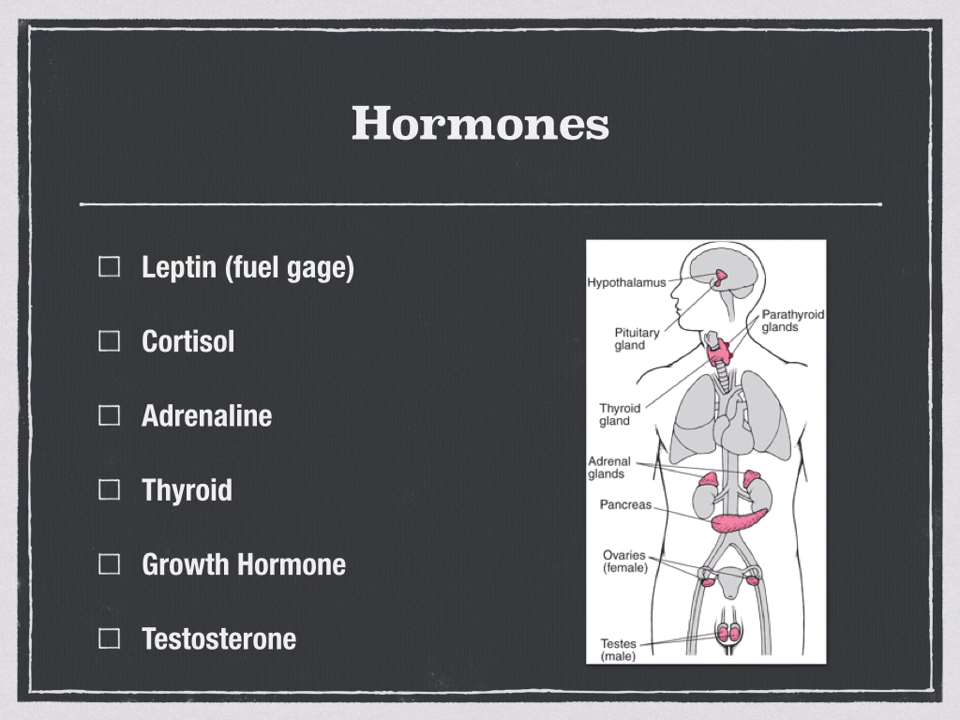 Hormones
Leptin (fuel gage)
Cortisol
Adrenaline
Thyroid
Growth Hormone
Testosterone
Hypothalamus
Pituitary
gland
Parathyroid
glands
Thyroid
gland
Adrenal
glands
Pancreas
Ovaries
(female)
Testes
(male)